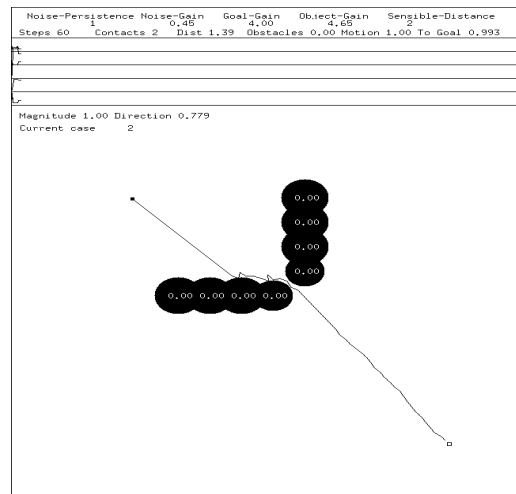 Noise-Persistence Noise-Gain Goal-Gain Object-Gain Sensible-Distance
1 0.45 4.00 4.65 2
Steps 60 Contacts 2 Dist 1.39 Obstacles 0.00 Motion 1.00 To Goal 0.993
Magnitude 1.00 Direction 0.779
Current case 2
0.00
0.00
0.00
0.00
0.00 0.00 0.00 0.00